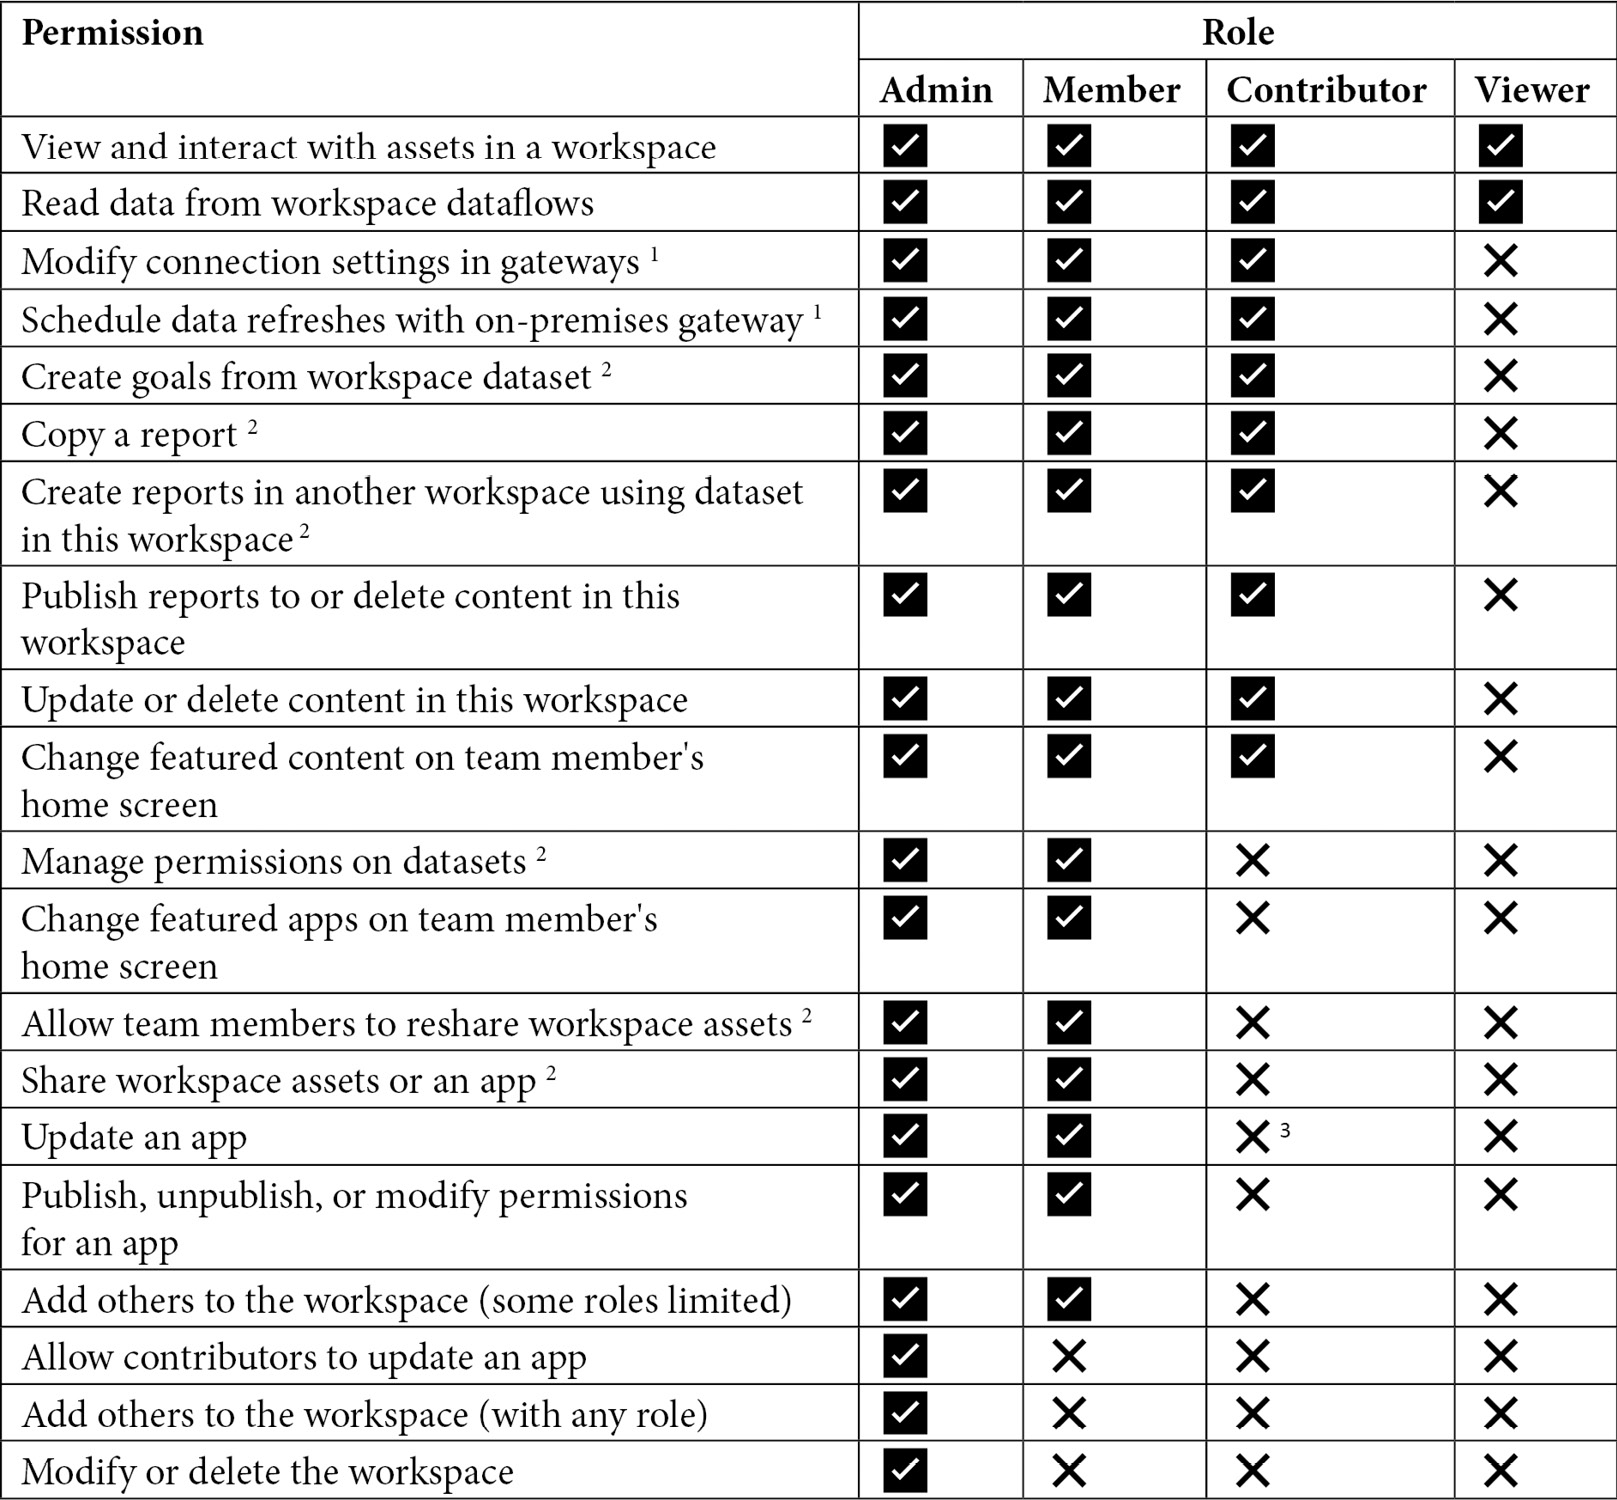 Permission
Role
Admin Member Contributor Viewer
View and interact with assets in a workspace ✓ ✓ ✓ ✓
Read data from workspace dataflows ✓ ✓ ✓ ✓
Modify connection settings in gateways 1 ✓ ✓ ✓ ✕
Schedule data refreshes with on-premises gateway 1 ✓ ✓ ✓ ✕
Create goals from workspace dataset 2 ✓ ✓ ✓ ✕
Copy a report 2 ✓ ✓ ✓ ✕
Create reports in another workspace using dataset ✓ ✓ ✓ ✕
in this workspace 2
Publish reports to or delete content in this ✓ ✓ ✓ ✕
workspace
Update or delete content in this workspace ✓ ✓ ✓ ✕
Change featured content on team member's ✓ ✓ ✓ ✕
home screen
Manage permissions on datasets 2 ✓ ✓ ✕ ✕
Change featured apps on team member's ✓ ✓ ✕ ✕
home screen
Allow team members to reshare workspace assets 2 ✓ ✓ ✕ ✕
Share workspace assets or an app 2 ✓ ✓ ✕ ✕
Update an app ✓ ✓ ✕ 3 ✕
Publish, unpublish, or modify permissions ✓ ✓ ✕ ✕
for an app
Add others to the workspace (some roles limited) ✓ ✓ ✕ ✕
Allow contributors to update an app ✓ ✕ ✕ ✕
Add others to the workspace (with any role) ✓ ✕ ✕ ✕
Modify or delete the workspace ✓ ✕ ✕ ✕